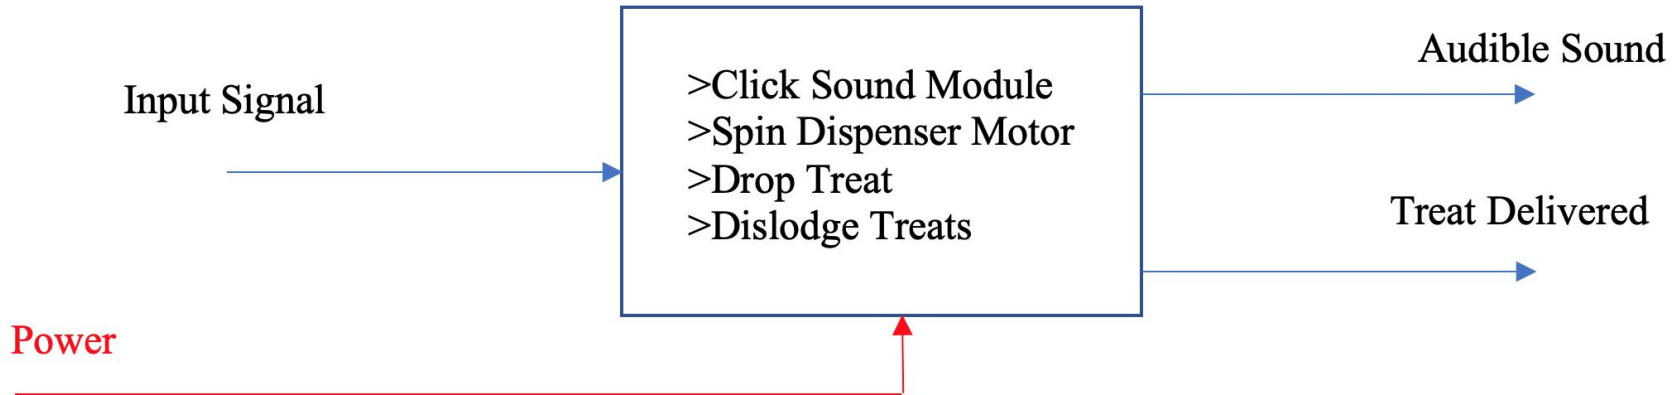 Input Signal
>Click Sound Module
>Spin Dispenser Motor
>Drop Treat
>Dislodge Treats
Audible Sound
Treat Delivered
Power